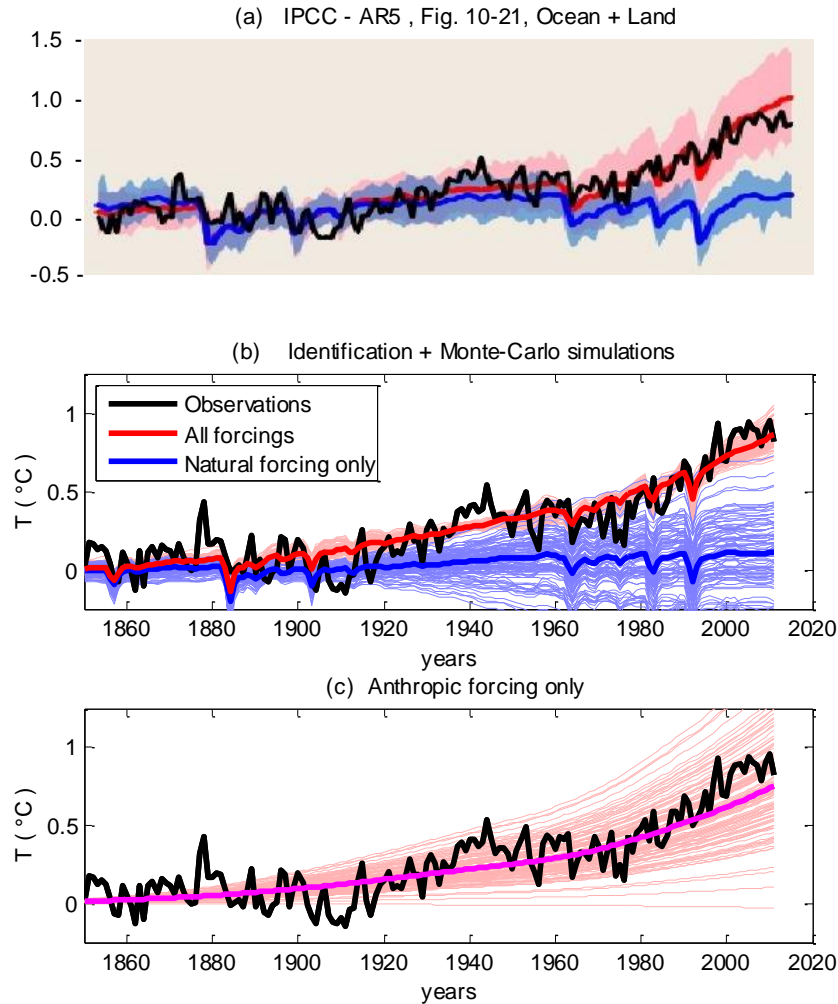 (a) IPCC - AR5 , Fig. 10-21, Ocean + Land
1.5 -
1.0 -
0.5 -
0.0 -
-0.5 -
(b) Identification + Monte-Carlo simulations
Observations
All forcings
Natural forcing only
1
0.5
0
T ( °C)
1860 1880 1900 1920 1940 1960 1980 2000 2020
years
(c) Anthropic forcing only
1
0.5
0
T ( °C)
1860 1880 1900 1920 1940 1960 1980 2000 2020
years